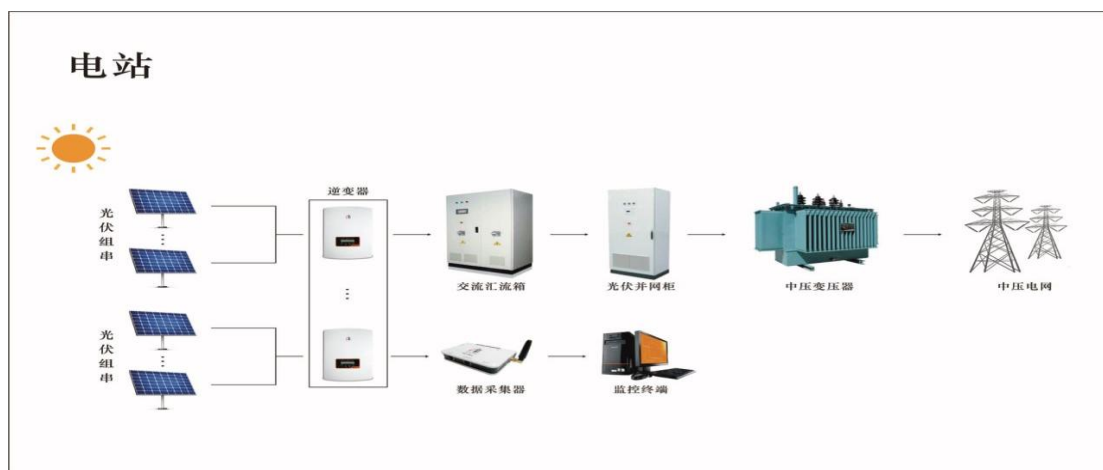 电站
光伏组串
逆变器
交流汇流箱
光伏并网柜
中压变压器
中压电网
光伏组串
数据采集器
监控终端